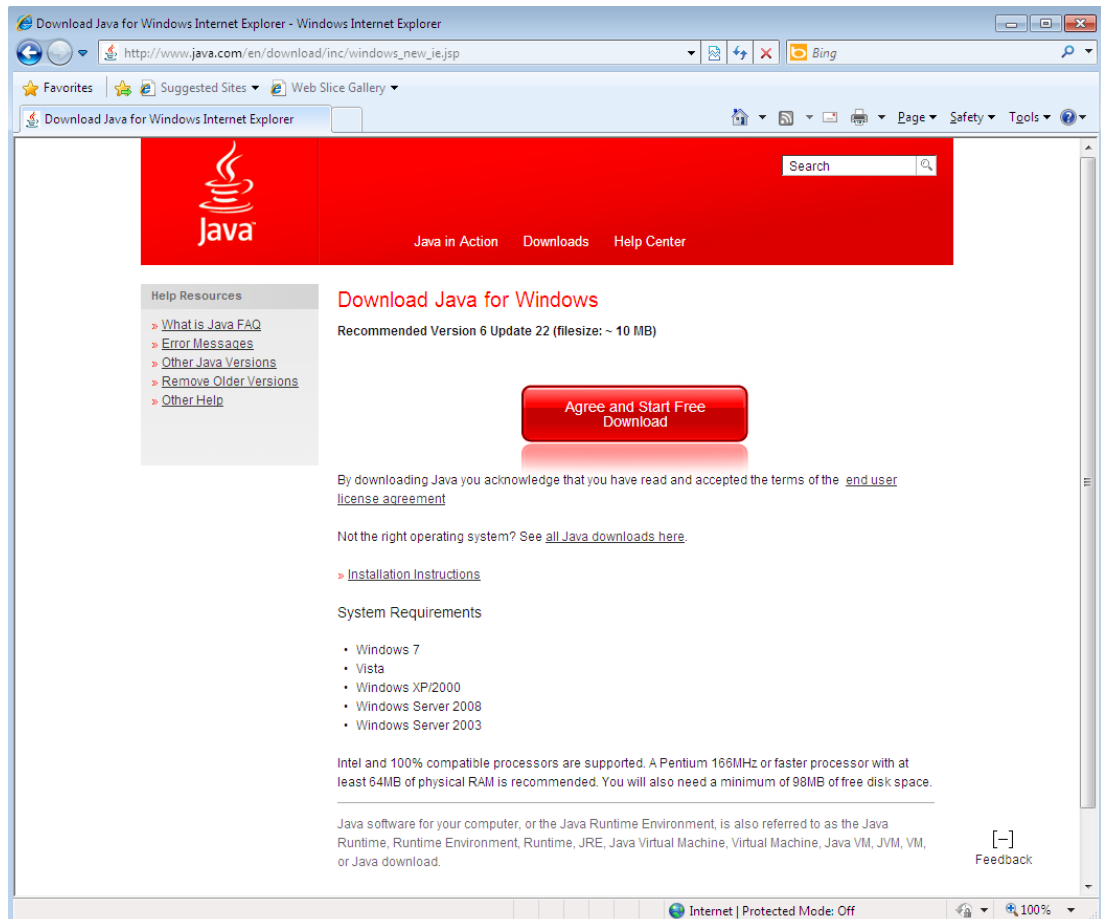 Download Java for Windows Internet Explorer - Windows Internet Explorer
http://www.java.com/en/download/inc/windows_new_ie.jsp
Bing
Favorites
Suggested Sites
Web Slice Gallery
Download Java for Windows Internet Explorer
Page
Safety
Tools
Java
Search
Java in Action Downloads Help Center
Help Resources
» What is Java FAQ
» Error Messages
» Other Java Versions
» Remove Older Versions
» Other Help
Download Java for Windows
Recommended Version 6 Update 22 (filesize: ~ 10 MB)
Agree and Start Free
Download
By downloading Java you acknowledge that you have read and accepted the terms of the end user
license agreement
Not the right operating system? See all Java downloads here.
» Installation Instructions
System Requirements
• Windows 7
• Vista
• Windows XP/2000
• Windows Server 2008
• Windows Server 2003
Intel and 100% compatible processors are supported. A Pentium 166MHz or faster processor with at
least 64MB of physical RAM is recommended. You will also need a minimum of 98MB of free disk space.
Java software for your computer, or the Java Runtime Environment, is also referred to as the Java
Runtime, Runtime Environment, Runtime, JRE, Java Virtual Machine, Virtual Machine, Java VM, JVM, VM,
or Java download.
[–]
Feedback
Internet | Protected Mode: Off
100%